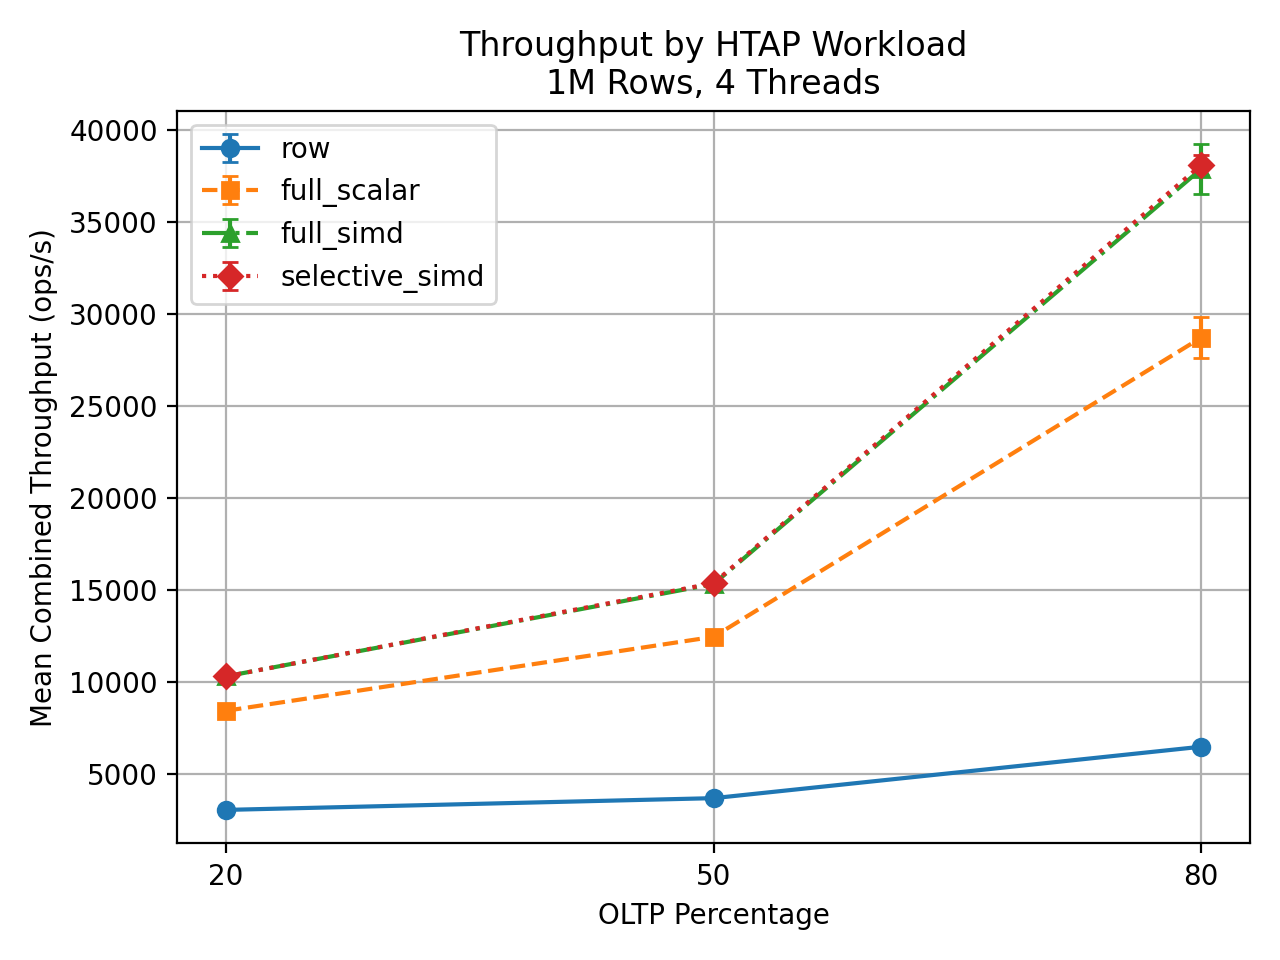 Throughput by HTAP Workload
1M Rows, 4 Threads
Mean Combined Throughput (ops/s)
40000
35000
30000
25000
20000
15000
10000
5000
row
full_scalar
full_simd
selective_simd
20
50
80
OLTP Percentage